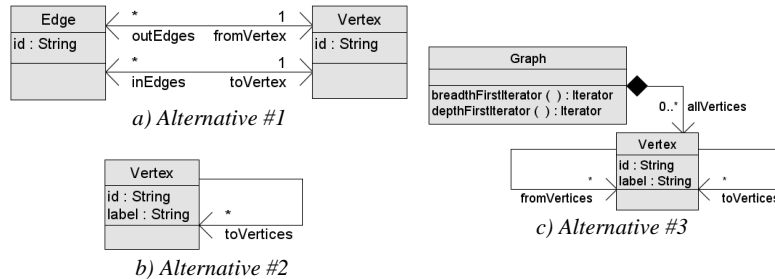 Edge
id : String
*
outEdges
1
fromVertex
*
inEdges
1
toVertex
Vertex
id : String
a) Alternative #1
Vertex
id : String
label : String
*
toVertices
b) Alternative #2
Graph
breadthFirstIterator ( ) : Iterator
depthFirstIterator ( ) : Iterator
0..* allVertices
Vertex
id : String
label : String
*
fromVertices
*
toVertices
c) Alternative #3